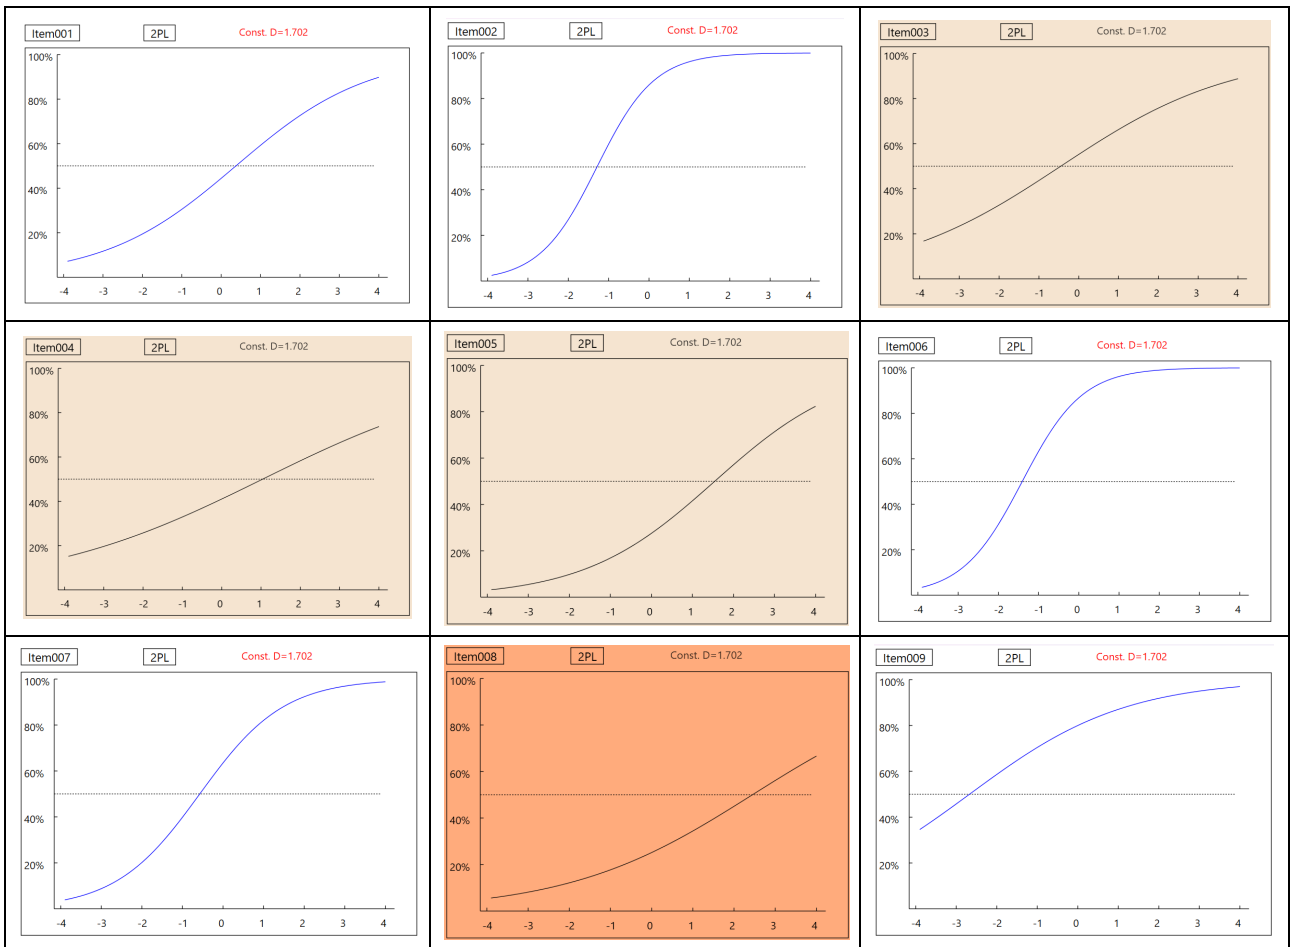 Item001 2PL Const. D=1.702
100%
80%
60%
40%
20%
-4 -3 -2 -1 0 1 2 3 4
Item002 2PL Const. D=1.702
100%
80%
60%
40%
20%
-4 -3 -2 -1 0 1 2 3 4
Item003 2PL Const. D=1.702
100%
80%
60%
40%
20%
-4 -3 -2 -1 0 1 2 3 4
Item004 2PL Const. D=1.702
100%
80%
60%
40%
20%
-4 -3 -2 -1 0 1 2 3 4
Item005 2PL Const. D=1.702
100%
80%
60%
40%
20%
-4 -3 -2 -1 0 1 2 3 4
Item006 2PL Const. D=1.702
100%
80%
60%
40%
20%
-4 -3 -2 -1 0 1 2 3 4
Item007 2PL Const. D=1.702
100%
80%
60%
40%
20%
-4 -3 -2 -1 0 1 2 3 4
Item008 2PL Const. D=1.702
100%
80%
60%
40%
20%
-4 -3 -2 -1 0 1 2 3 4
Item009 2PL Const. D=1.702
100%
80%
60%
40%
20%
-4 -3 -2 -1 0 1 2 3 4